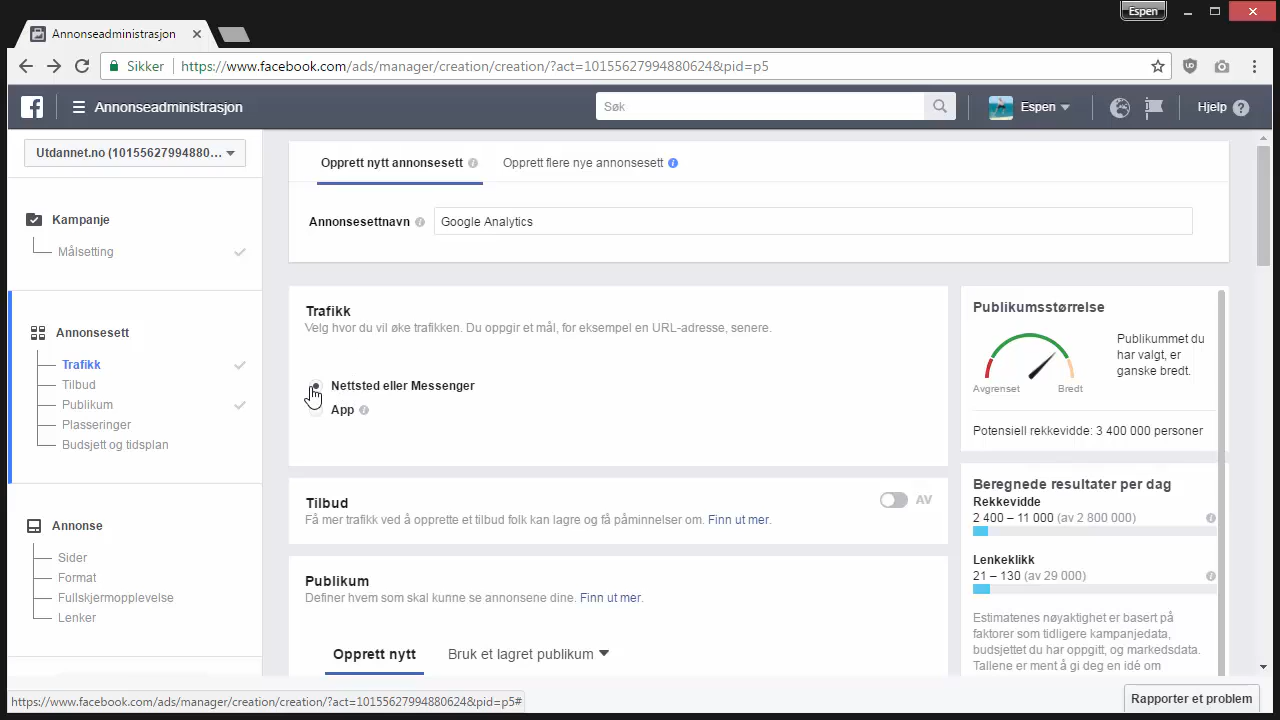 Espen
Annonseadministrasjon
Sikker
https://www.facebook.com/ads/manager/creation/creation/?act=10155627994880624&pid=p5
Annonseadministrasjon
Søk
Espen
Hjelp
Utdannet.no (10155627994880...
Kampanje
Målsetting
Annonsesett
Trafikk
Tilbud
Publikum
Plasseringer
Budsjett og tidsplan
Annonse
Sider
Format
Fullskjermopplevelse
Lenker
Opprett nytt annonsesett
Opprett flere nye annonsesett
Annonsesettnavn
Google Analytics
Trafikk
Velg hvor du vil øke trafikken. Du oppgir et mål, for eksempel en URL-adresse, senere.
Nettsted eller Messenger
App
Tilbud
AV
Få mer trafikk ved å opprette et tilbud folk kan lagre og få påminnelser om. Finn ut mer.
Publikum
Definer hvem som skal kunne se annonsene dine. Finn ut mer.
Opprett nytt
Bruk et lagret publikum
Publikumsstørrelse
Avgrenset
Bredt
Publikummet du
har valgt, er
ganske bredt.
Potensiell rekkevidde: 3 400 000 personer
Beregnede resultater per dag
Rekkevidde
2 400 – 11 000 (av 2 800 000)
Lenkeklikk
21 – 130 (av 29 000)
Estimatenes nøyaktighet er basert på
faktorer som tidligere kampanjedata,
budsjettet du har oppgitt, og markedsdata.
Tallene er ment å gi deg en idé om
https://www.facebook.com/ads/manager/creation/creation/?act=10155627994880624&pid=p5#
Rapporter et problem